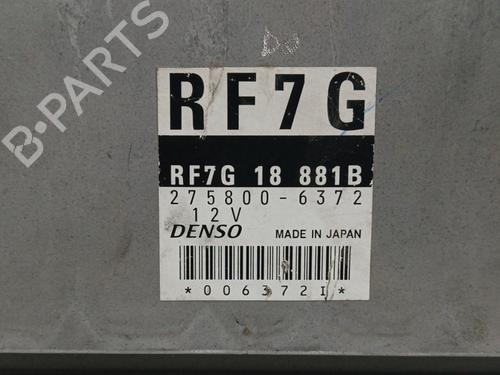 B-PARTS
RF7G
RF7G 18 881B
275800-6372
12V
DENSO MADE IN JAPAN
*006372I*